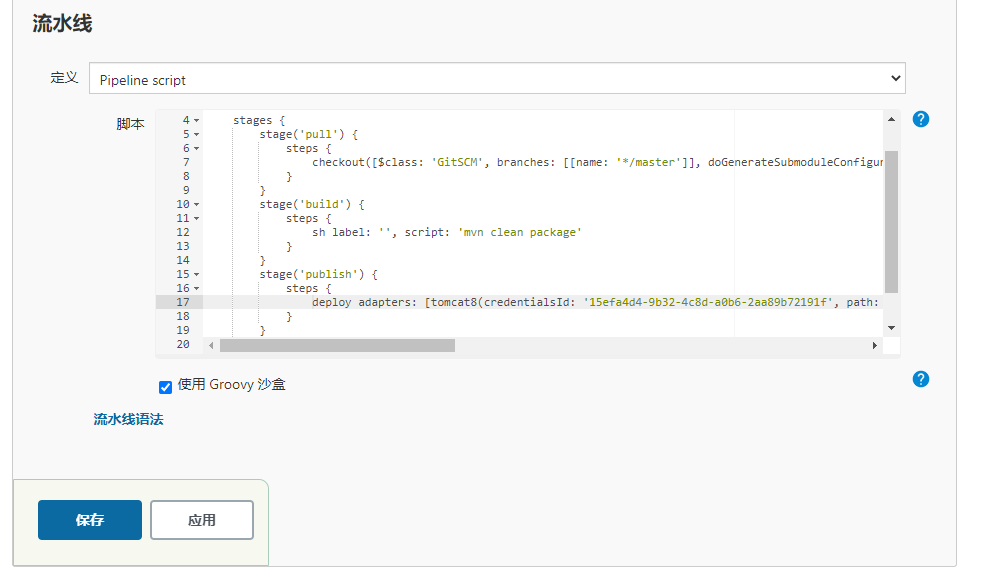 流水线
定义
Pipeline script
脚本
4 stages {
5 stage('pull') {
6 steps {
7 checkout([$class: 'GitSCM', branches: [[name: '*/master']], doGenerateSubmoduleConfigur
8 }
9 }
10 stage('build') {
11 steps {
12 sh label: '', script: 'mvn clean package'
13 }
14 }
15 stage('publish') {
16 steps {
17 deploy adapters: [tomcat8(credentialsId: '15efa4d4-9b32-4c8d-a0b6-2aa89b72191f', path:
18 }
19 }
20
使用 Groovy 沙盒
流水线语法
保存
应用